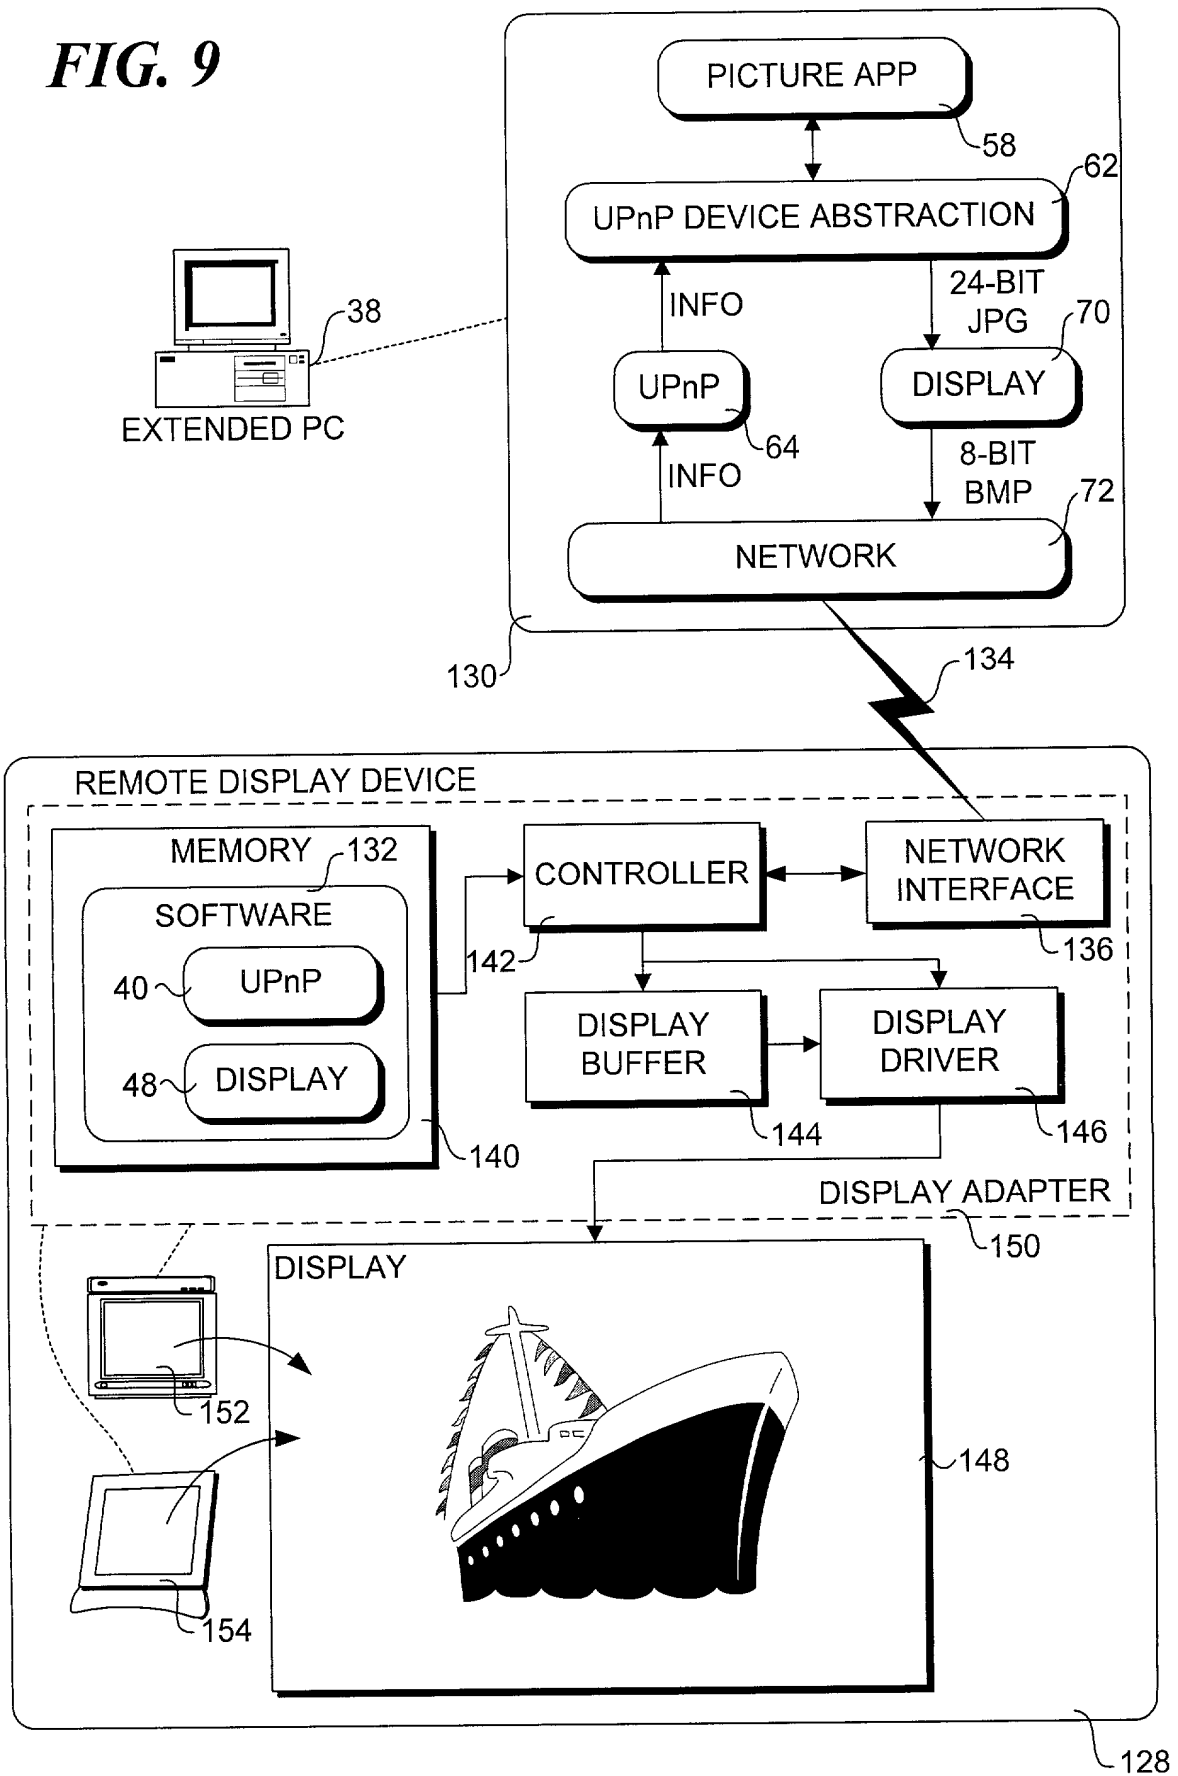 FIG. 9
PICTURE APP
58
62
UPnP DEVICE ABSTRACTION
INFO
24-BIT
JPG
38
70
UPnP
DISPLAY
EXTENDED PC
64
INFO
8-BIT
BMP
72
NETWORK
130
134
REMOTE DISPLAY DEVICE
MEMORY
132
CONTROLLER
NETWORK
INTERFACE
SOFTWARE
142
136
40
UPnP
DISPLAY
BUFFER
DISPLAY
DRIVER
48
DISPLAY
144
146
140
DISPLAY ADAPTER
150
DISPLAY
152
148
154
128